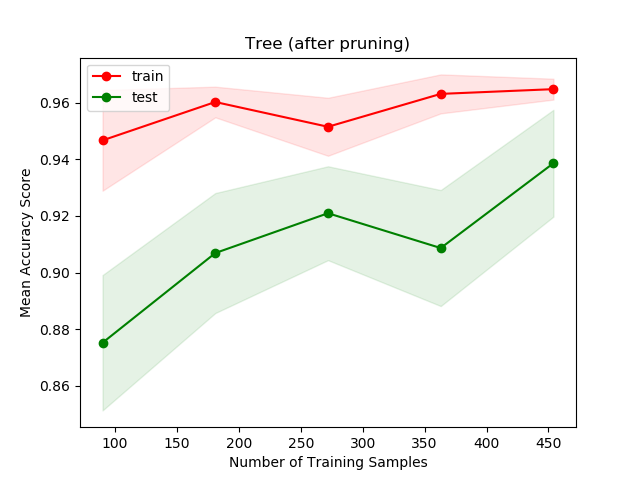 Tree (after pruning)
train
test
0.96
0.94
0.92
0.90
0.88
0.86
Mean Accuracy Score
100 150 200 250 300 350 400 450
Number of Training Samples